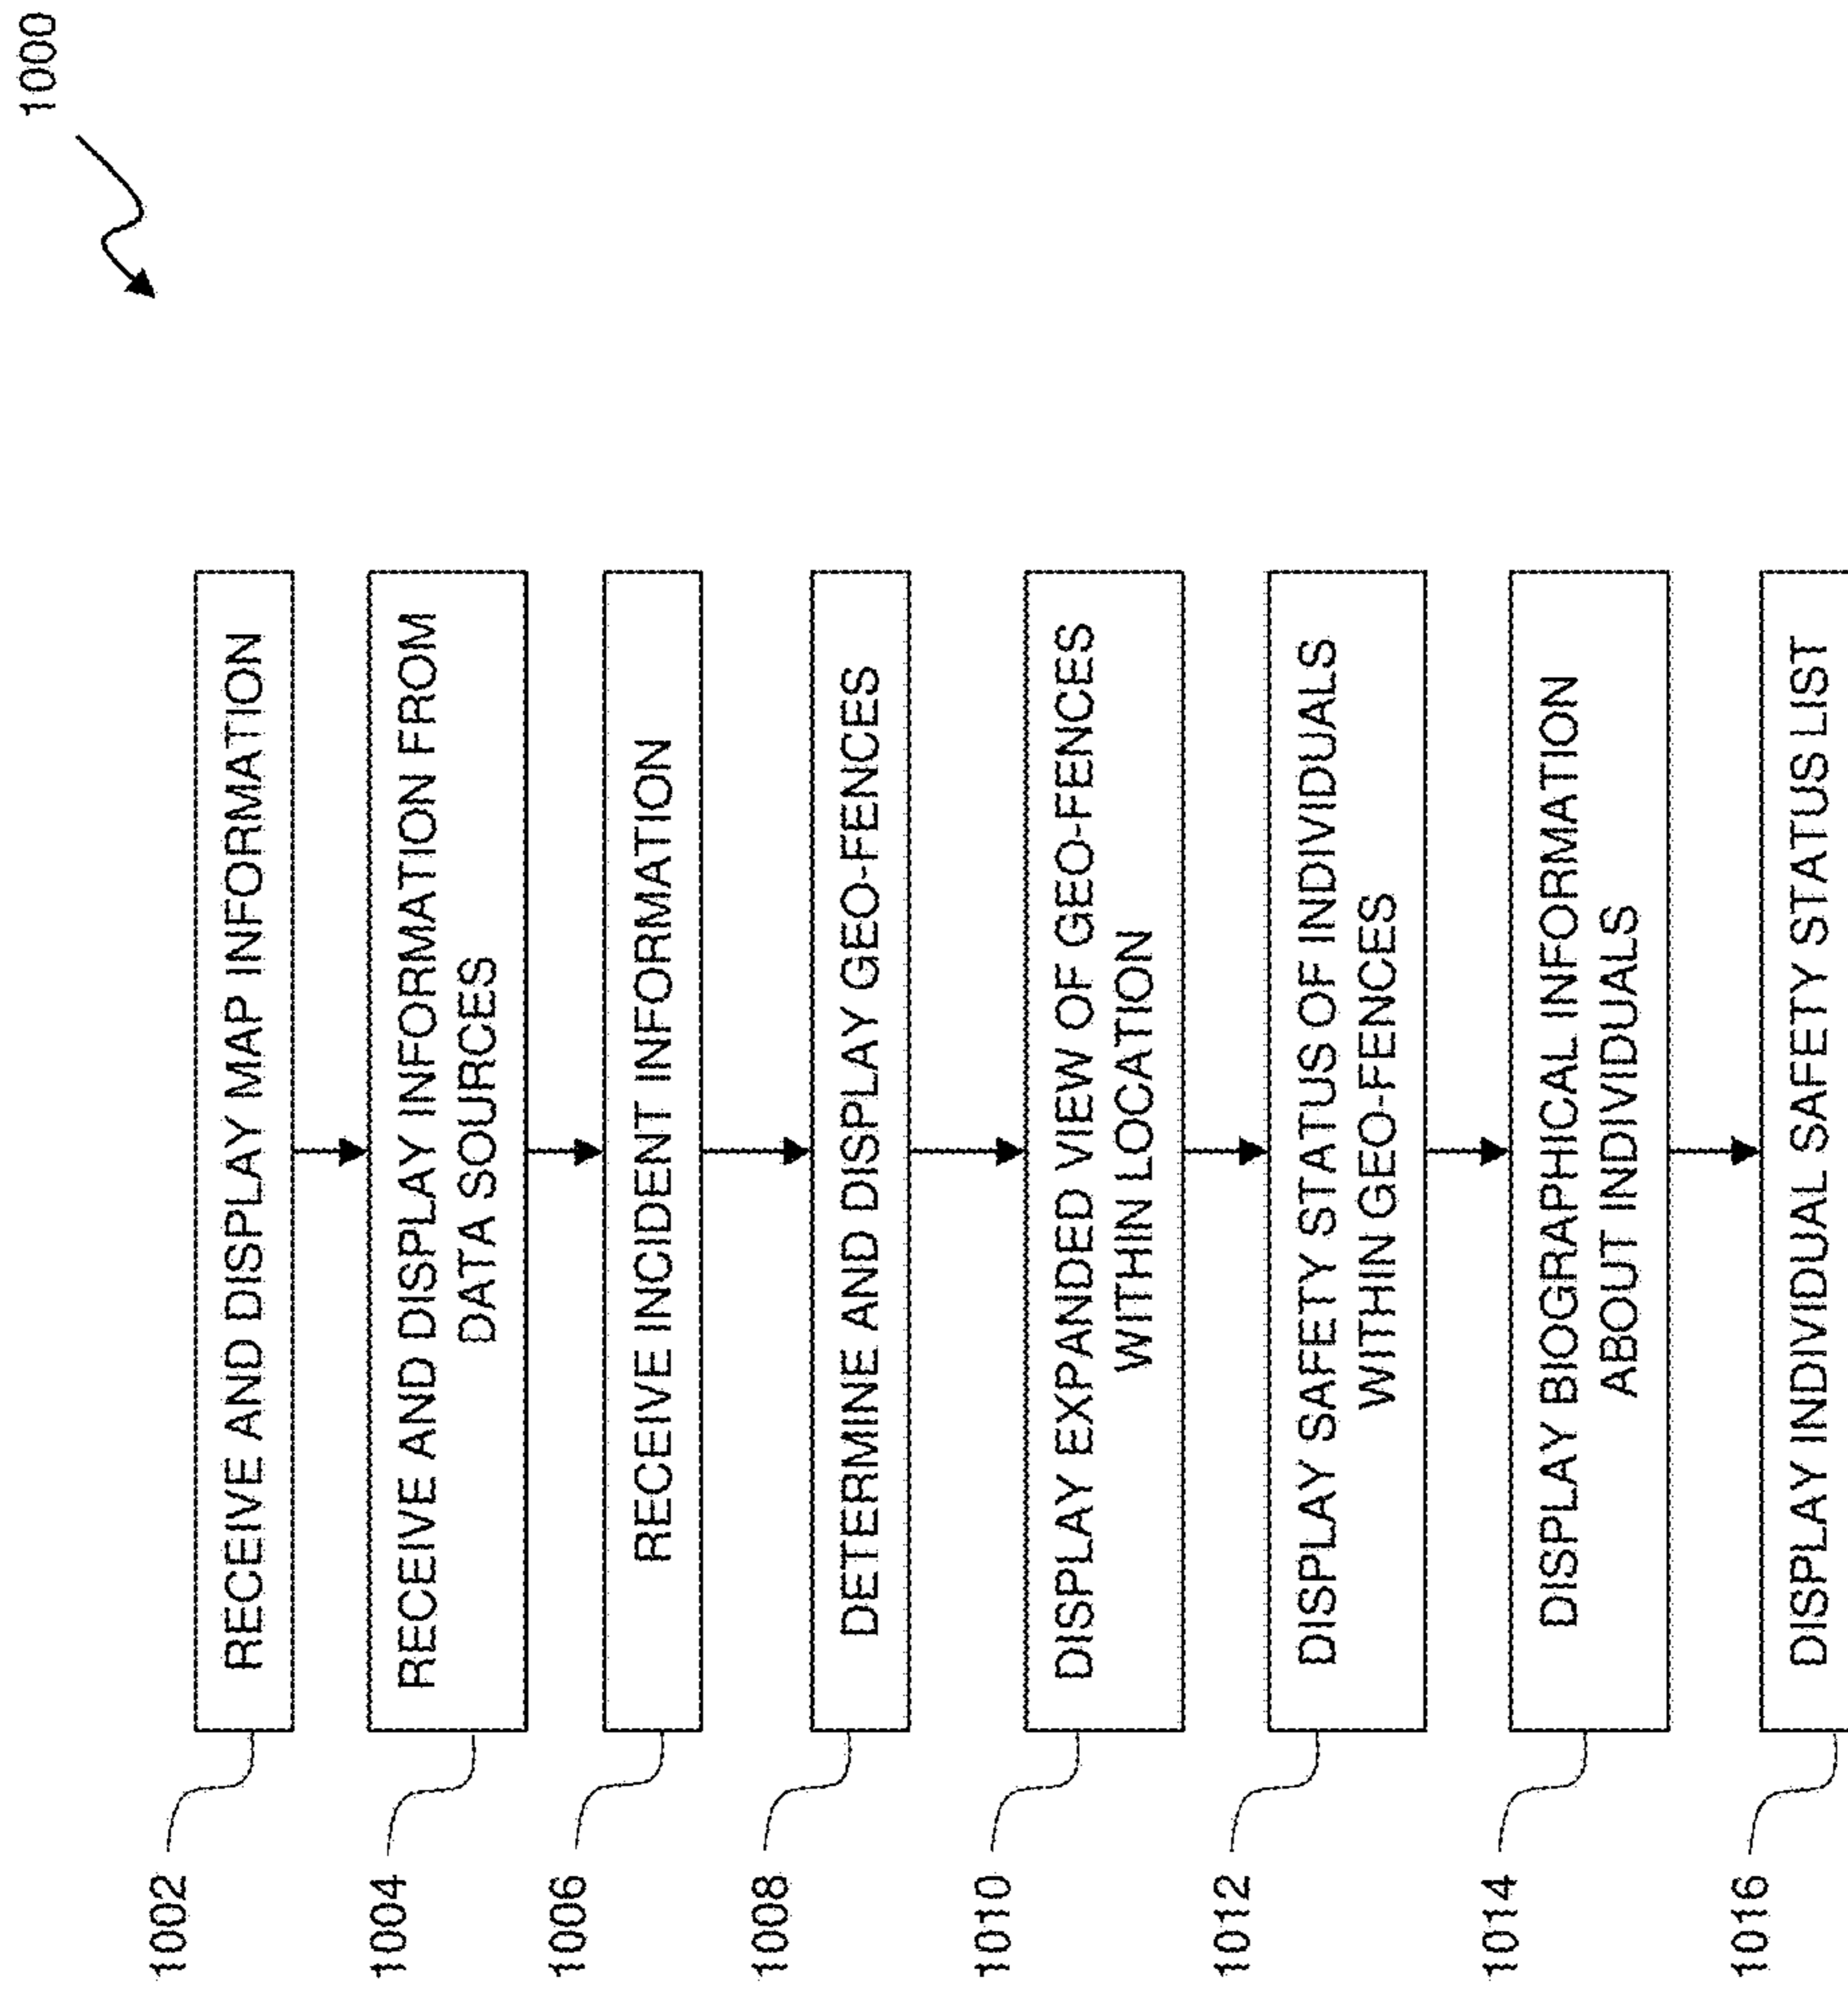 1000
1002
RECEIVE AND DISPLAY MAP INFORMATION
1004
RECEIVE AND DISPLAY INFORMATION FROM
DATA SOURCES
1006
RECEIVE INCIDENT INFORMATION
1008
DETERMINE AND DISPLAY GEO-FENCES
1010
DISPLAY EXPANDED VIEW OF GEO-FENCES
WITHIN LOCATION
1012
DISPLAY SAFETY STATUS OF INDIVIDUALS
WITHIN GEO-FENCES
1014
DISPLAY BIOGRAPHICAL INFORMATION
ABOUT INDIVIDUALS
1016
DISPLAY INDIVIDUAL SAFETY STATUS LIST